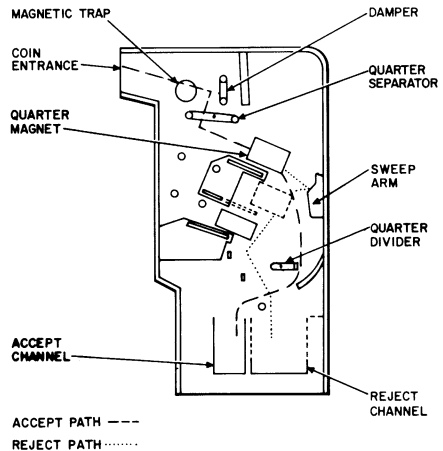 MAGNETIC TRAP
DAMPER
COIN
ENTRANCE
QUARTER
SEPARATOR
QUARTER
MAGNET
SWEEP
ARM
QUARTER
DIVIDER
ACCEPT
CHANNEL
REJECT
CHANNEL
ACCEPT PATH
REJECT PATH